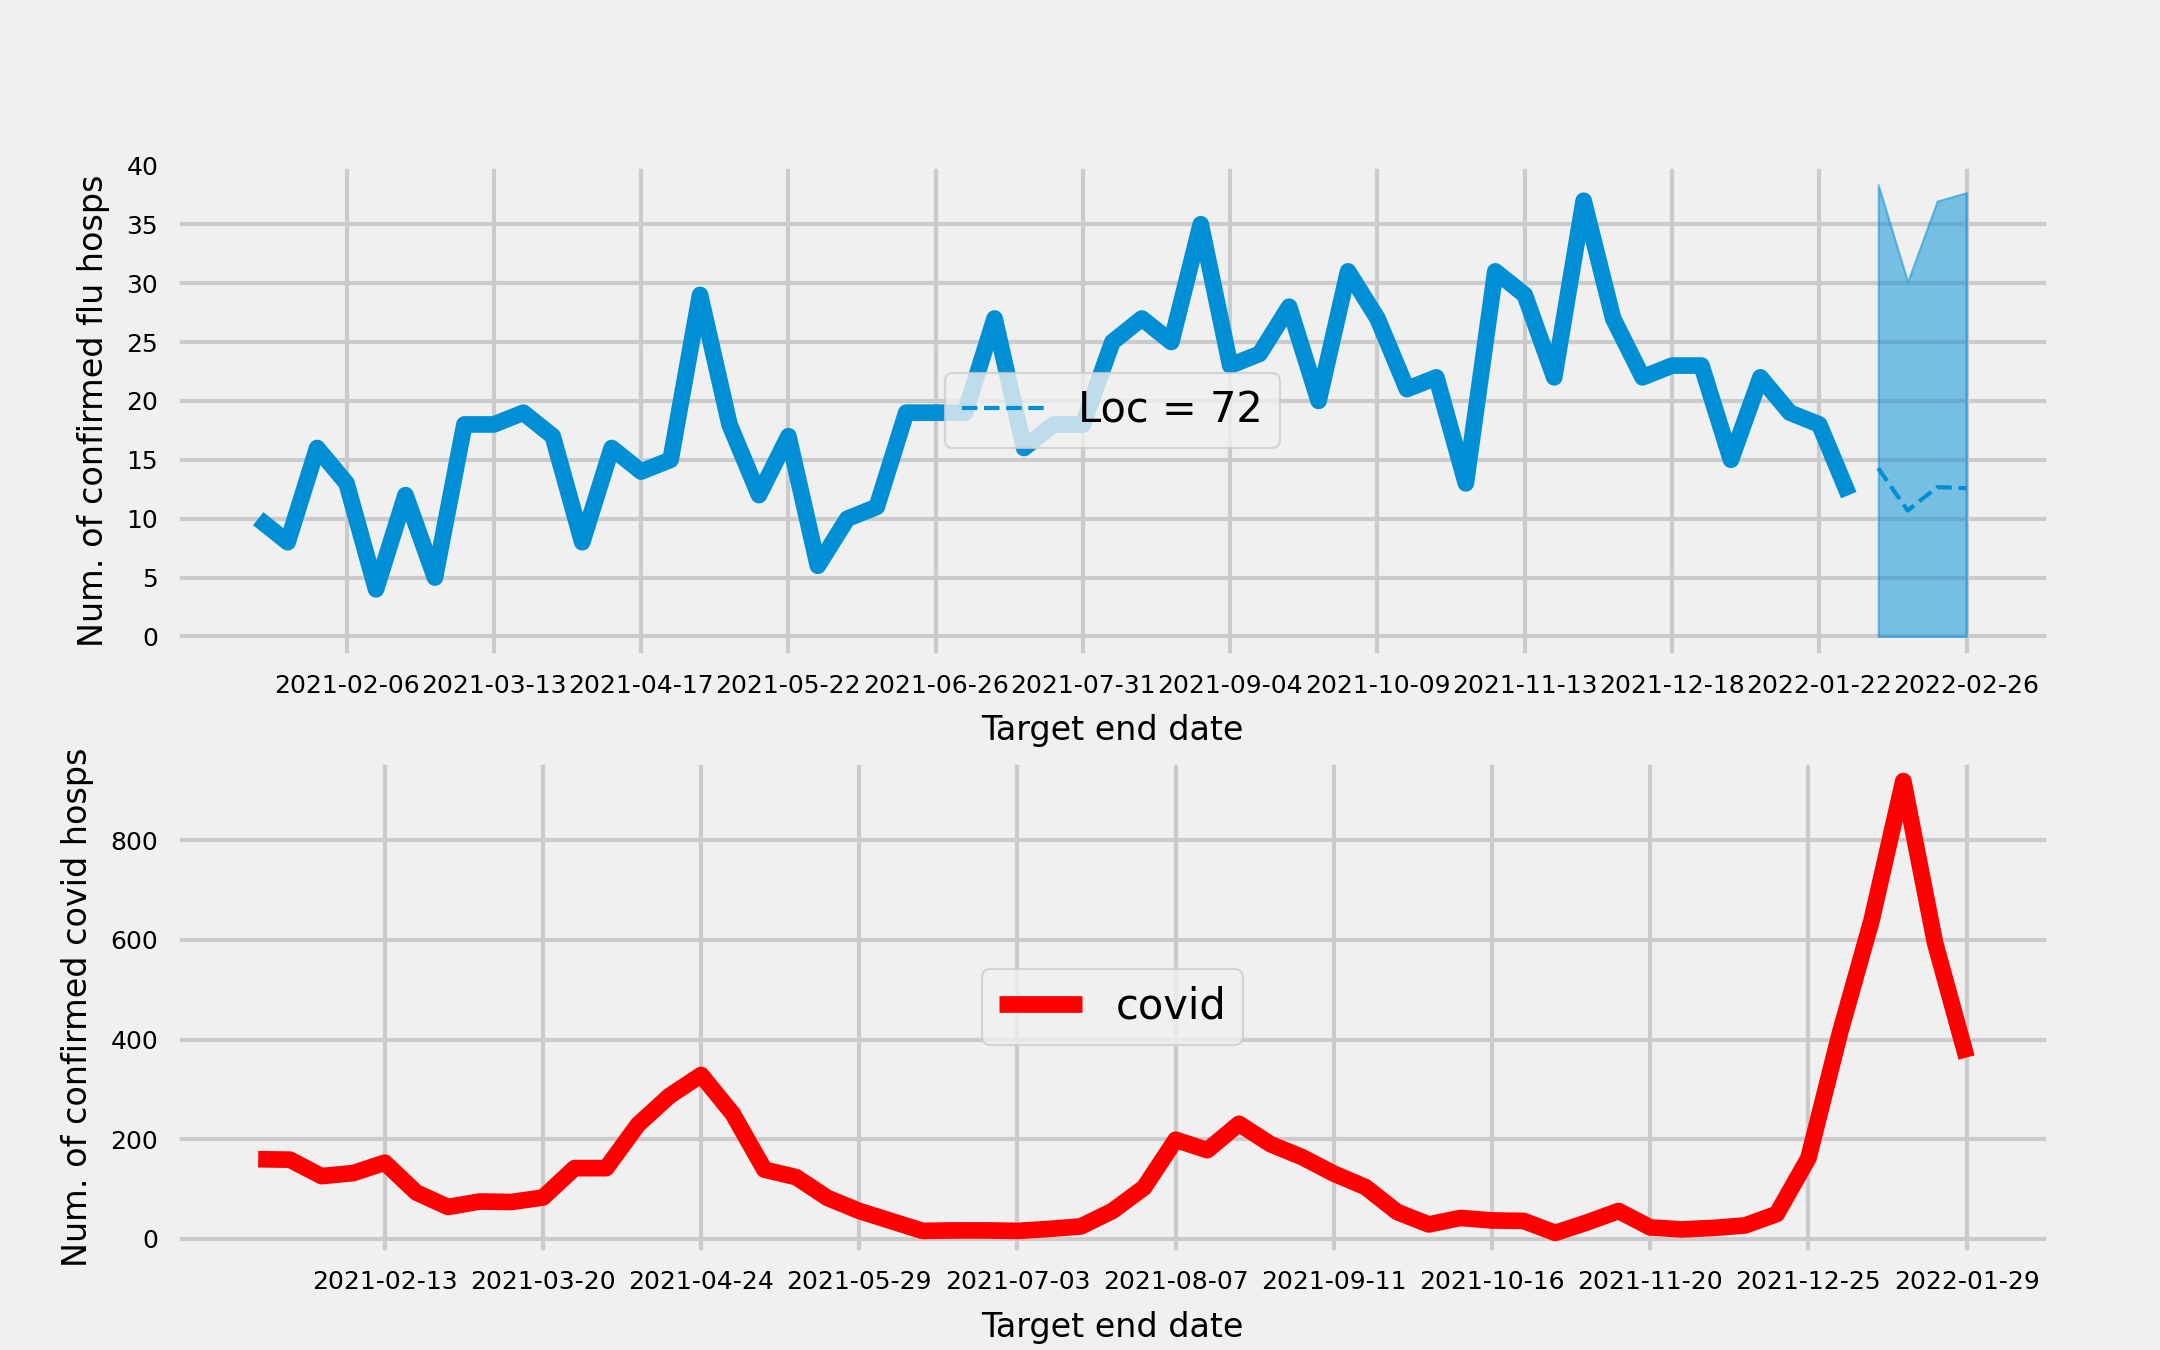 Num. of confirmed flu hosps
40
35
30
25
20
15
10
5
0
Loc = 72
2021-02-06 2021-03-13 2021-04-17 2021-05-22 2021-06-26 2021-07-31 2021-09-04 2021-10-09 2021-11-13 2021-12-18 2022-01-22 2022-02-26
Target end date
Num. of confirmed covid hosps
800
600
400
200
0
covid
2021-02-13 2021-03-20 2021-04-24 2021-05-29 2021-07-03 2021-08-07 2021-09-11 2021-10-16 2021-11-20 2021-12-25 2022-01-29
Target end date